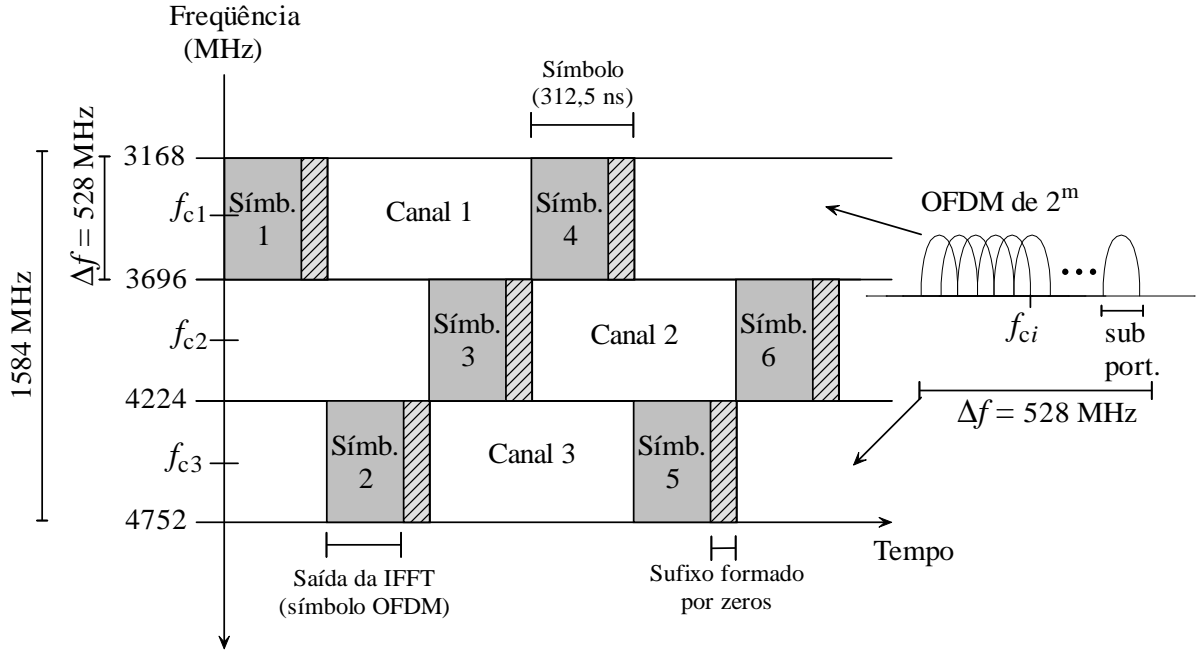 Freqüência
(MHz)
Símbolo
(312,5 ns)
1584 MHz
Δf = 528 MHz
3168
fc1
3696
fc2
4224
fc3
4752
Símb.
1
Canal 1
Símb.
4
Símb.
3
Canal 2
Símb.
6
Símb.
2
Canal 3
Símb.
5
OFDM de 2^m
fci
sub
port.
Δf = 528 MHz
Tempo
Saída da IFFT
(símbolo OFDM)
Sufixo formado
por zeros